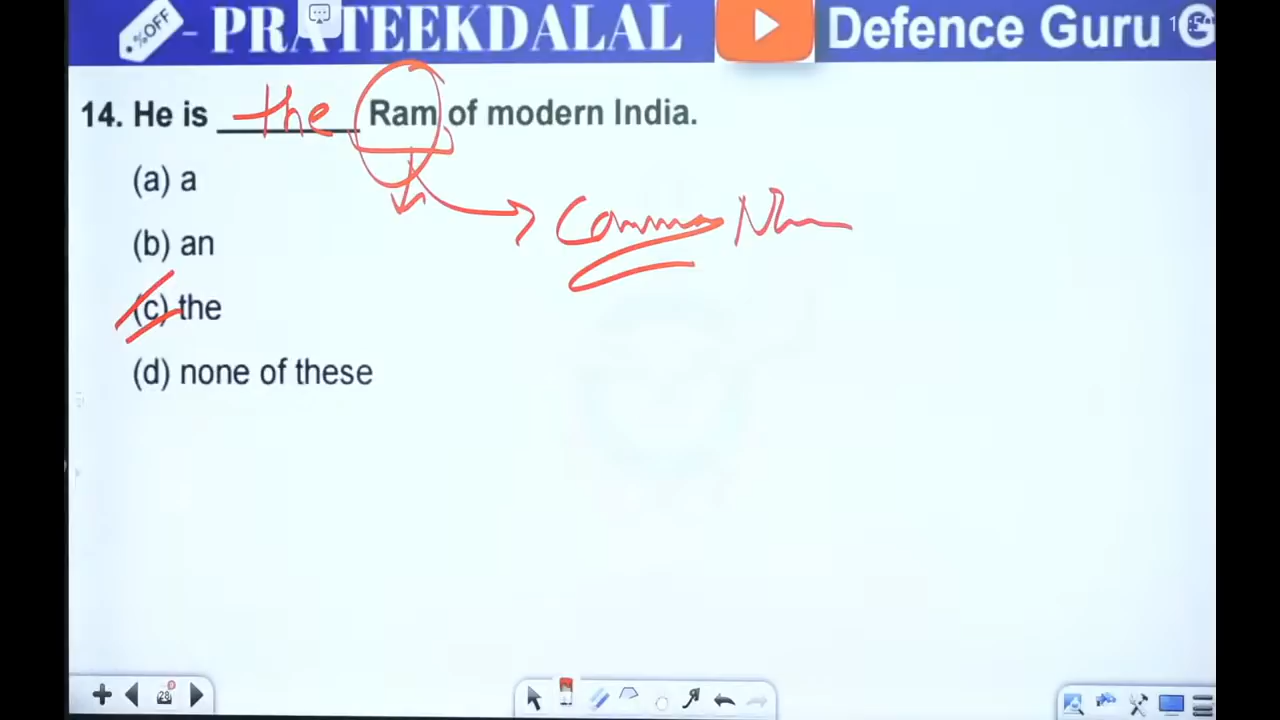 %OFF - PRATEEKDALAL Defence Guru G
14. He is the Ram of modern India.
Common Noun
(a) a
(b) an
(c) the
(d) none of these